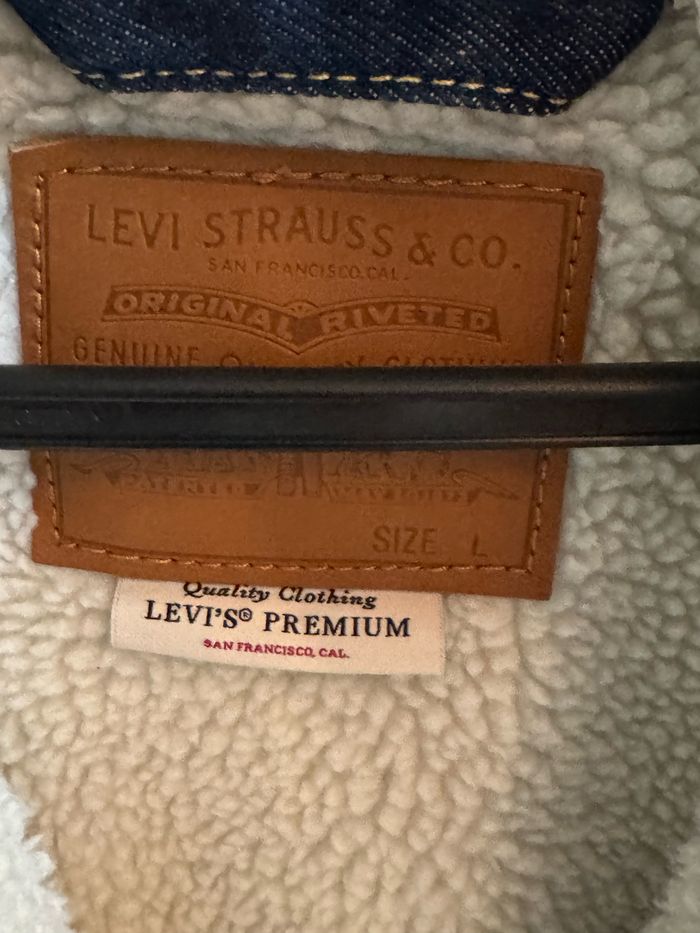 LEVI STRAUSS & CO.
SAN FRANCISCO, CAL.
ORIGINAL RIVETED
GENUINE
SIZE L
Quality Clothing
LEVI'S® PREMIUM
SAN FRANCISCO, CAL.